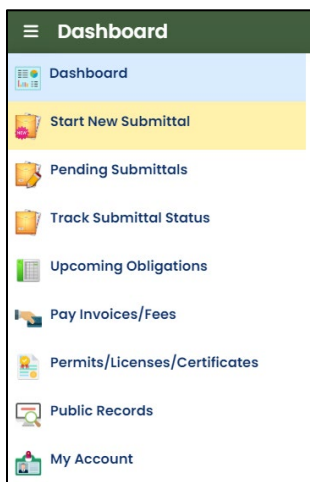 Dashboard
Dashboard
NEW
Start New Submittal
Pending Submittals
Track Submittal Status
Upcoming Obligations
Pay Invoices/Fees
Permits/Licenses/Certificates
Public Records
My Account